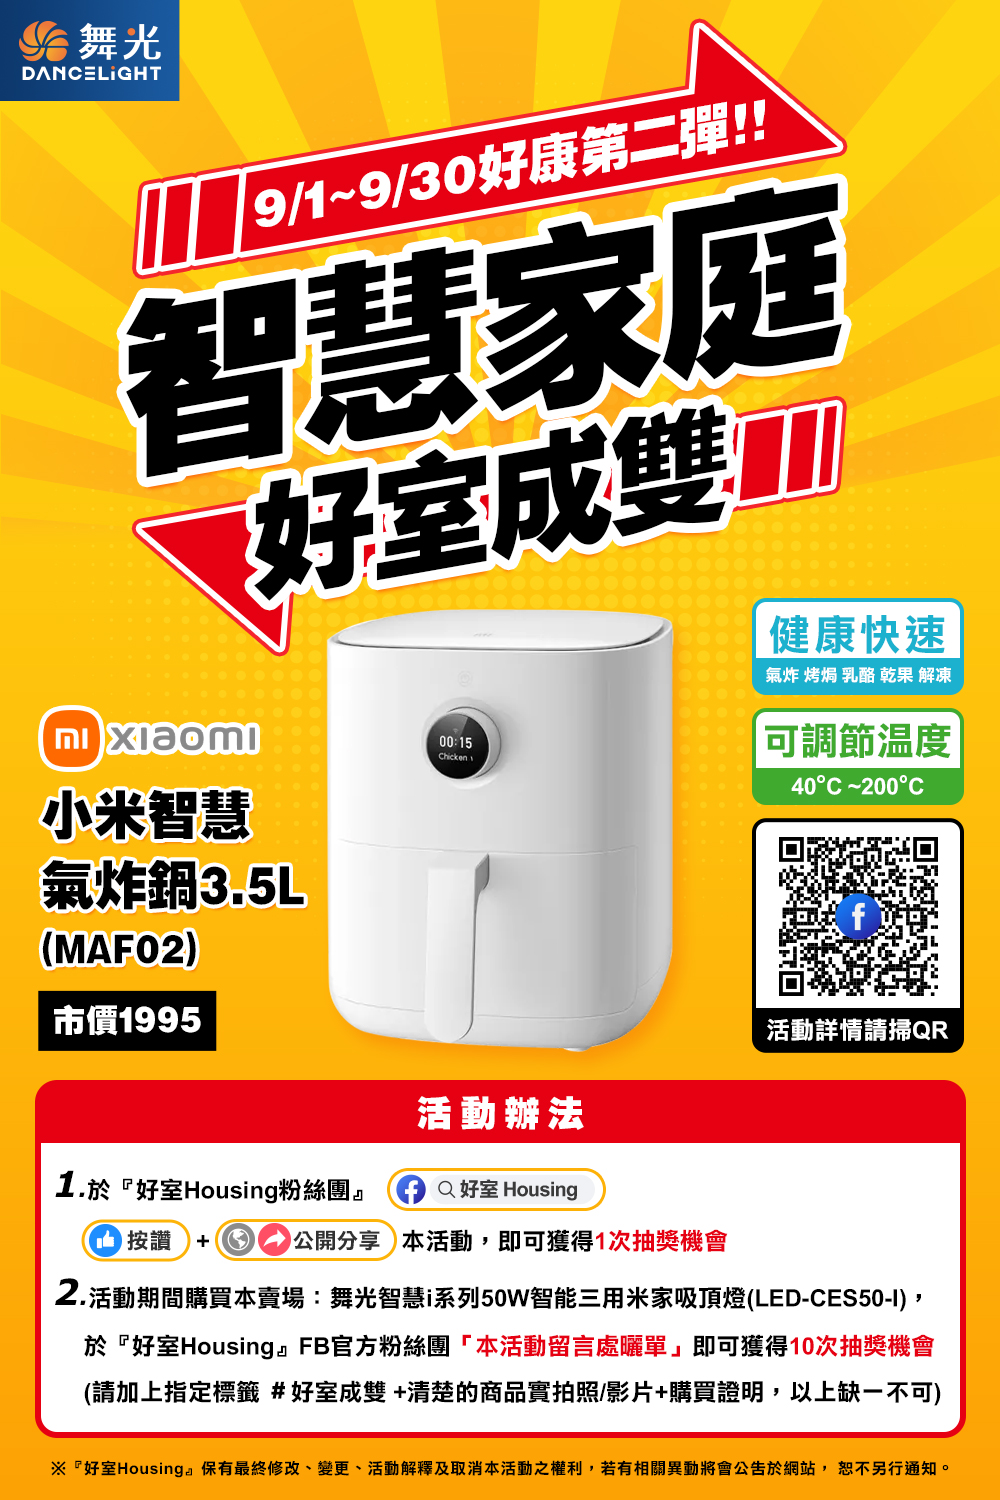 舞光
DANCELiGHT
9/1~9/30好康第二彈!!
智慧家庭
好室成雙
健康快速
氣炸 烤焗 乳酪 乾果 解凍
可調節温度
40°C ~200°C
mi xiaomi
小米智慧
氣炸鍋3.5L
(MAF02)
市價1995
00:15
Chicken
f
活動詳情請掃QR
活動辦法
1.於『好室Housing粉絲團』 f 好室 Housing
按讚 + 公開分享 本活動，即可獲得1次抽獎機會
2.活動期間購買本賣場：舞光智慧i系列50W智能三用米家吸頂燈(LED-CES50-I)，
於『好室Housing』FB官方粉絲團「本活動留言處曬單」即可獲得10次抽獎機會
(請加上指定標籤 #好室成雙 +清楚的商品實拍照/影片+購買證明，以上缺一不可)
※『好室Housing』保有最終修改、變更、活動解釋及取消本活動之權利，若有相關異動將會公告於網站， 恕不另行通知。